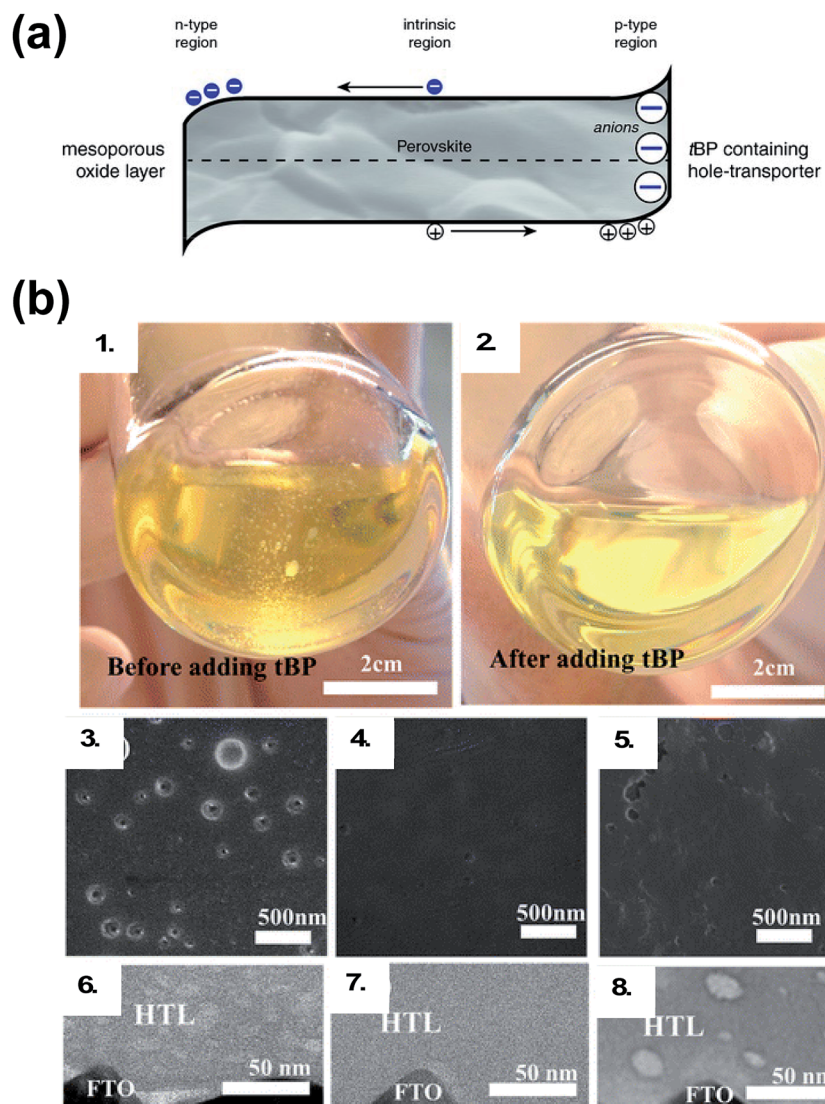 (a)
n-type
region
intrinsic
region
p-type
region
mesoporous
oxide layer
Perovskite
anions
tBP containing
hole-transporter
(b)
1.
Before adding tBP
2cm
2.
After adding tBP
2cm
3.
500nm
4.
500nm
5.
500nm
6.
HTL
FTO
50 nm
7.
HTL
FTO
50 nm
8.
HTL
FTO
50 nm